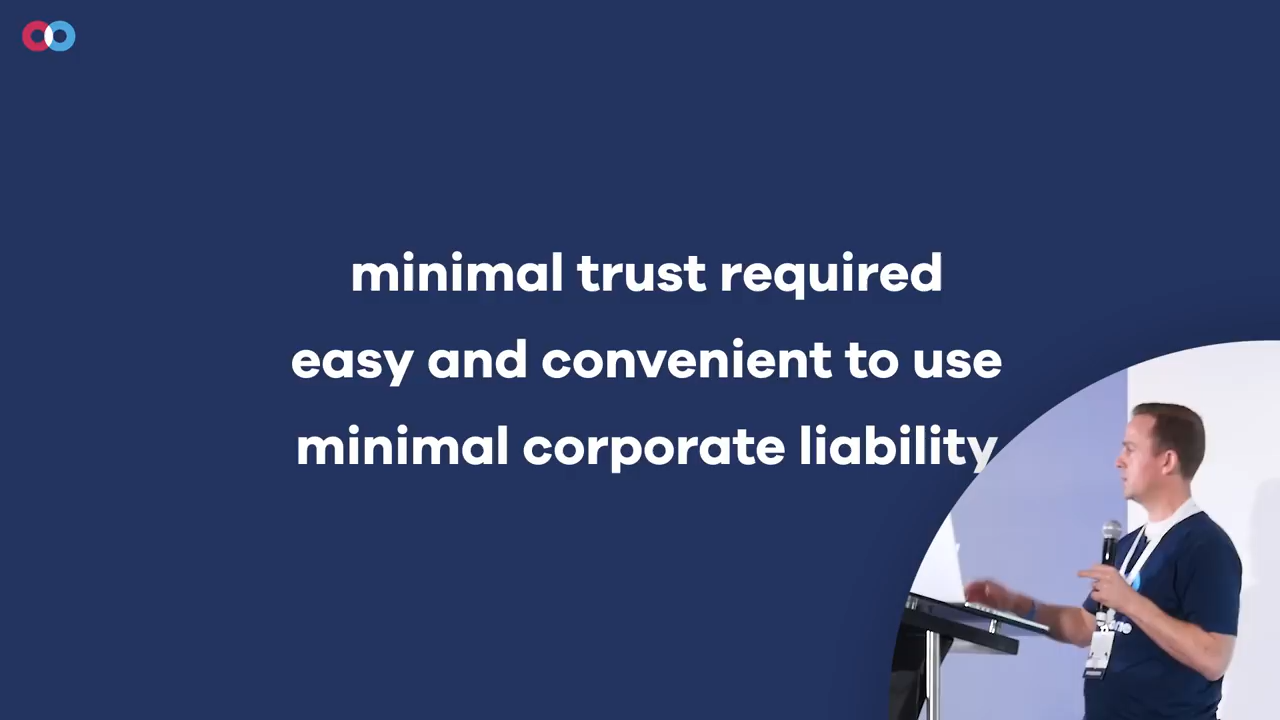 minimal trust required
easy and convenient to use
minimal corporate liability